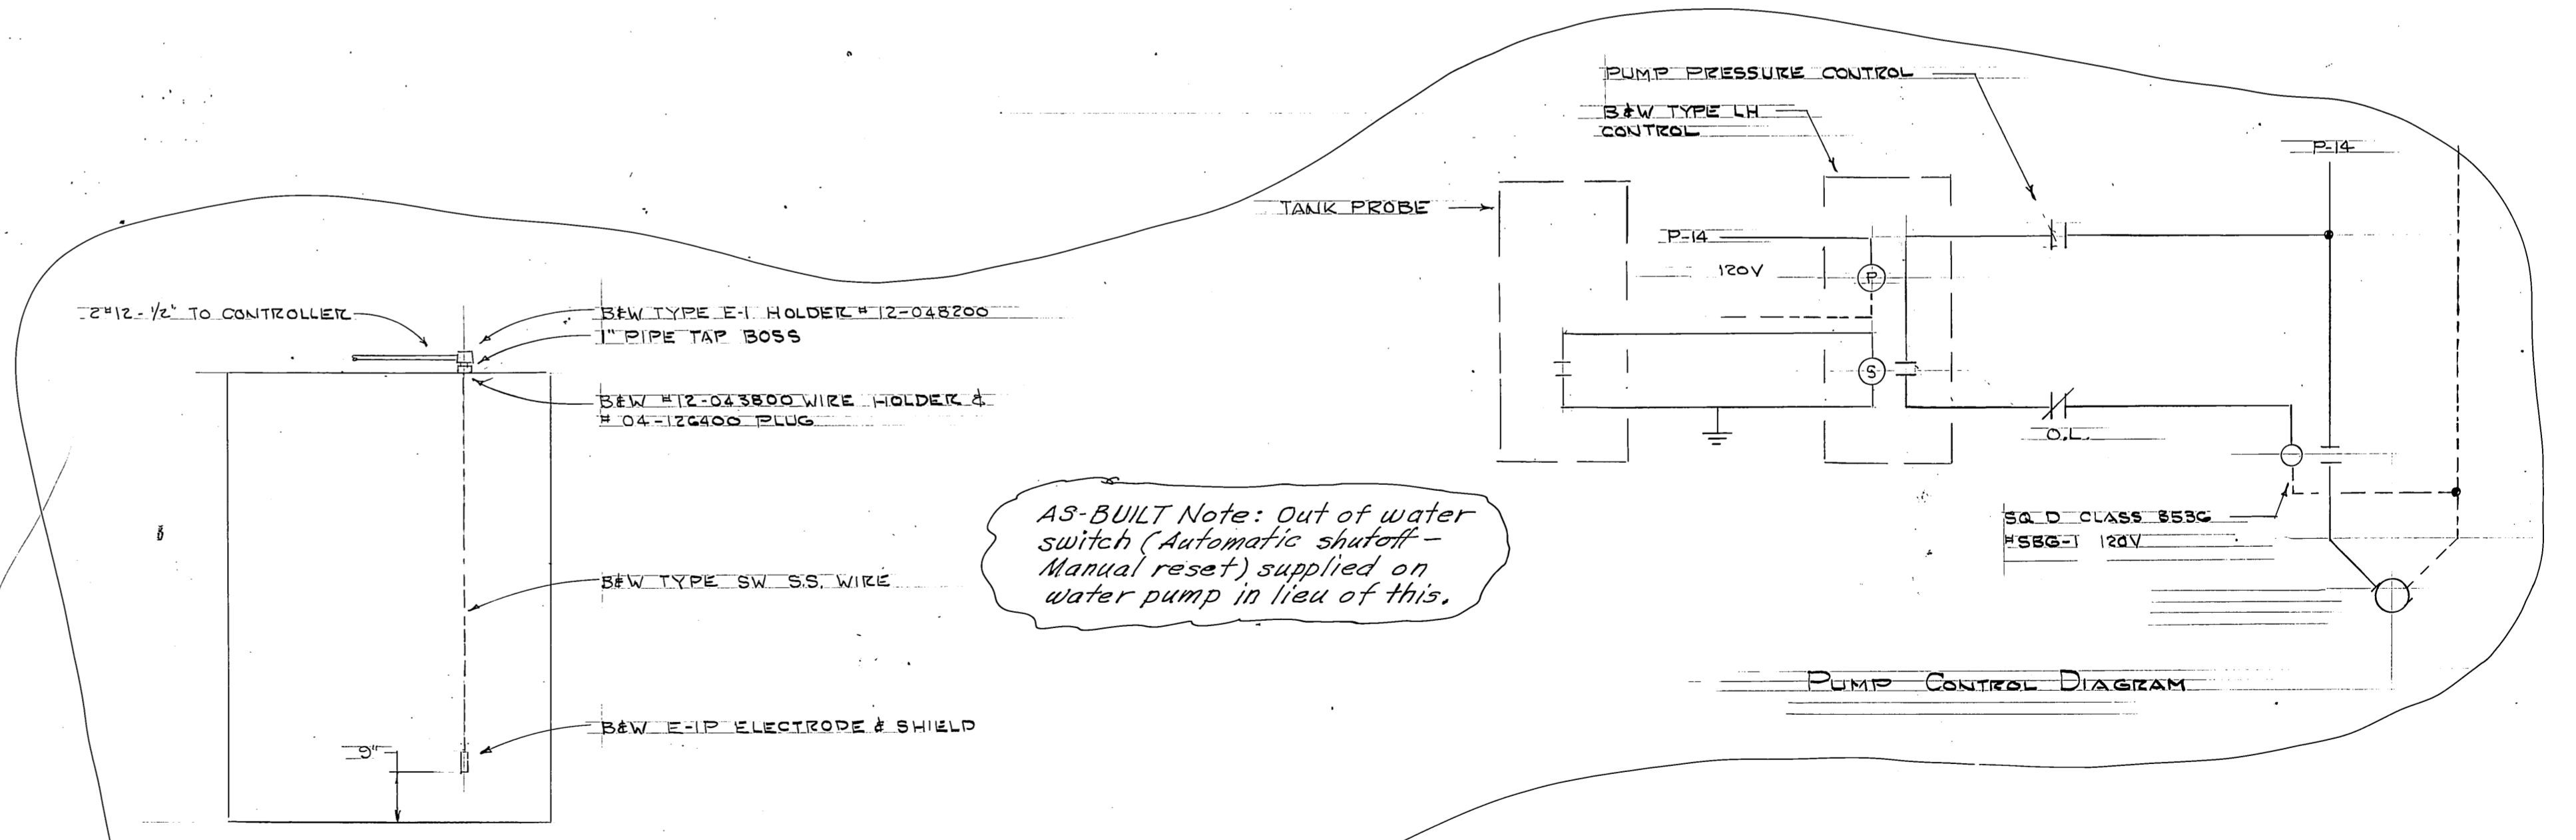 2#12-1/2" TO CONTROLLER
B&W TYPE E-1 HOLDER #12-048200
1" PIPE TAP BOSS
B&W #12-043800 WIRE HOLDER &
# 04-126400 PLUG
B&W TYPE SW S.S. WIRE
B&W E-1P ELECTRODE & SHIELD
9"
AS-BUILT Note: Out of water
switch (Automatic shutoff —
Manual reset) supplied on
water pump in lieu of this.
PUMP PRESSURE CONTROL
B&W TYPE LH
CONTROL
TANK PROBE
P-14
P-14
120V
P
S
O.L.
SQ D CLASS 8536
#SBG-1 120V
PUMP CONTROL DIAGRAM